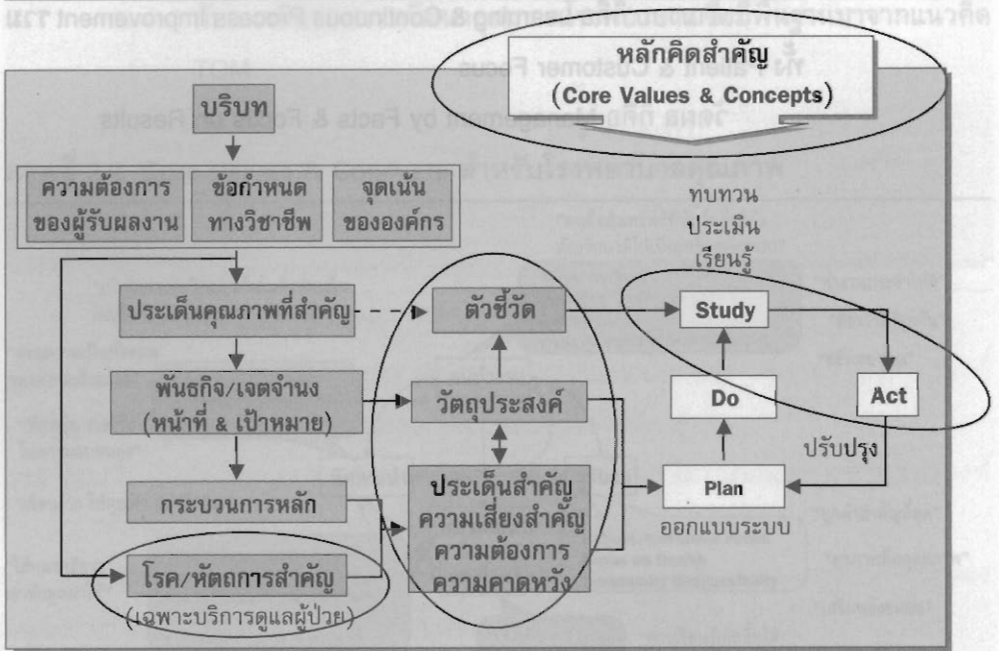 หลักคิดสำคัญ
(Core Values & Concepts)
บริบท
ความต้องการ
ของผู้รับผลงาน
ข้อกำหนด
ทางวิชาชีพ
จุดเน้น
ขององค์กร
ทบทวน
ประเมิน
เรียนรู้
ประเด็นคุณภาพที่สำคัญ
ตัวชี้วัด
Study
พันธกิจ/เจตจำนง
(หน้าที่ & เป้าหมาย)
วัตถุประสงค์
Do
Act
ปรับปรุง
กระบวนการหลัก
ประเด็นสำคัญ
ความเสี่ยงสำคัญ
ความต้องการ
ความคาดหวัง
Plan
ออกแบบระบบ
โรค/หัตถการสำคัญ
(เฉพาะบริการดูแลผู้ป่วย)